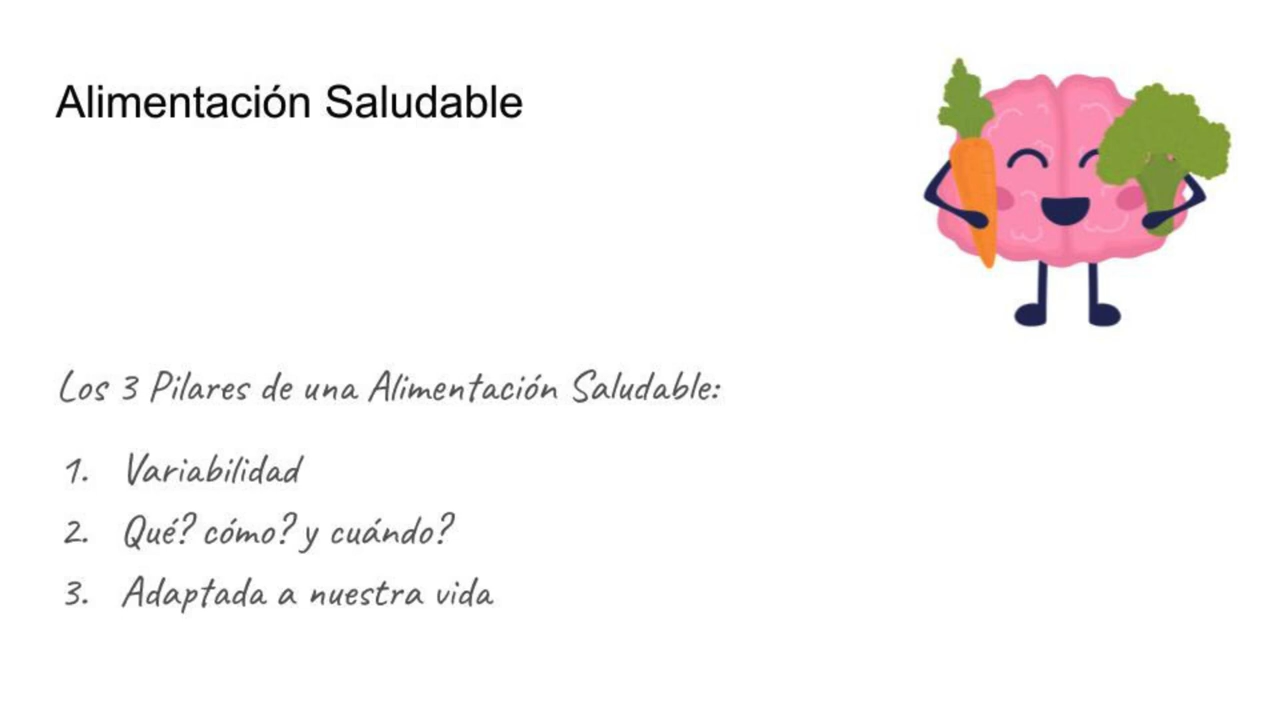 Alimentación Saludable
Los 3 Pilares de una Alimentación Saludable:
1. Variabilidad
2. Qué? cómo? y cuándo?
3. Adaptada a nuestra vida